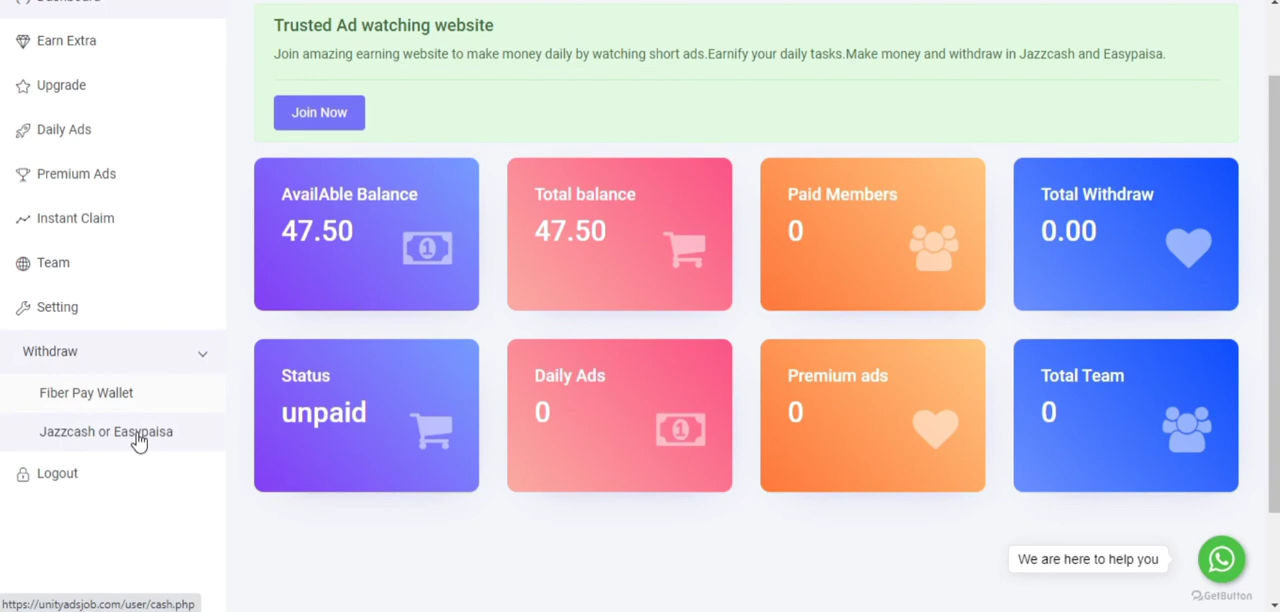 Dashboard
Earn Extra
Upgrade
Daily Ads
Premium Ads
Instant Claim
Team
Setting
Withdraw
Fiber Pay Wallet
Jazzcash or Easypaisa
Logout
https://unityadsjob.com/user/cash.php
Trusted Ad watching website
Join amazing earning website to make money daily by watching short ads.Earnify your daily tasks.Make money and withdraw in Jazzcash and Easypaisa.
Join Now
AvailAble Balance
47.50
1
Total balance
47.50
Paid Members
0
Total Withdraw
0.00
Status
unpaid
Daily Ads
0
1
Premium ads
0
Total Team
0
We are here to help you
GetButton